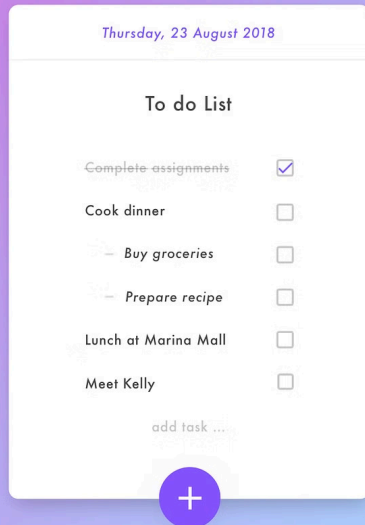 Thursday, 23 August 2018
To do List
Complete assignments
Cook dinner
– Buy groceries
– Prepare recipe
Lunch at Marina Mall
Meet Kelly
add task ...
+